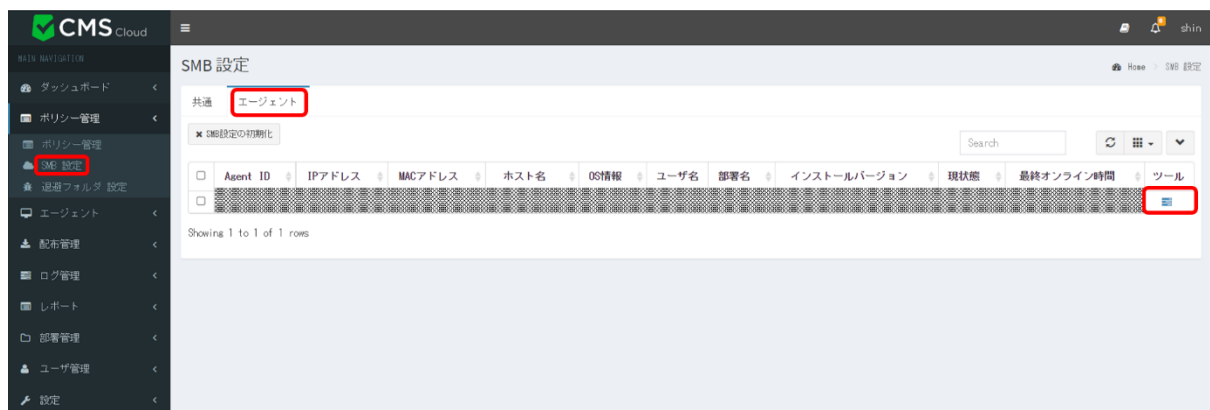 CMS Cloud
shin
MAIN NAVIGATION
SMB 設定
Home > SMB 設定
ダッシュボード
共通 エージェント
ポリシー管理
× SMB設定の初期化
Search
ポリシー管理
SMB 設定
退避フォルダ 設定
Agent ID IPアドレス MACアドレス ホスト名 OS情報 ユーザ名 部署名 インストールバージョン 現状態 最終オンライン時間 ツール
エージェント
Showing 1 to 1 of 1 rows
配布管理
ログ管理
レポート
部署管理
ユーザ管理
設定